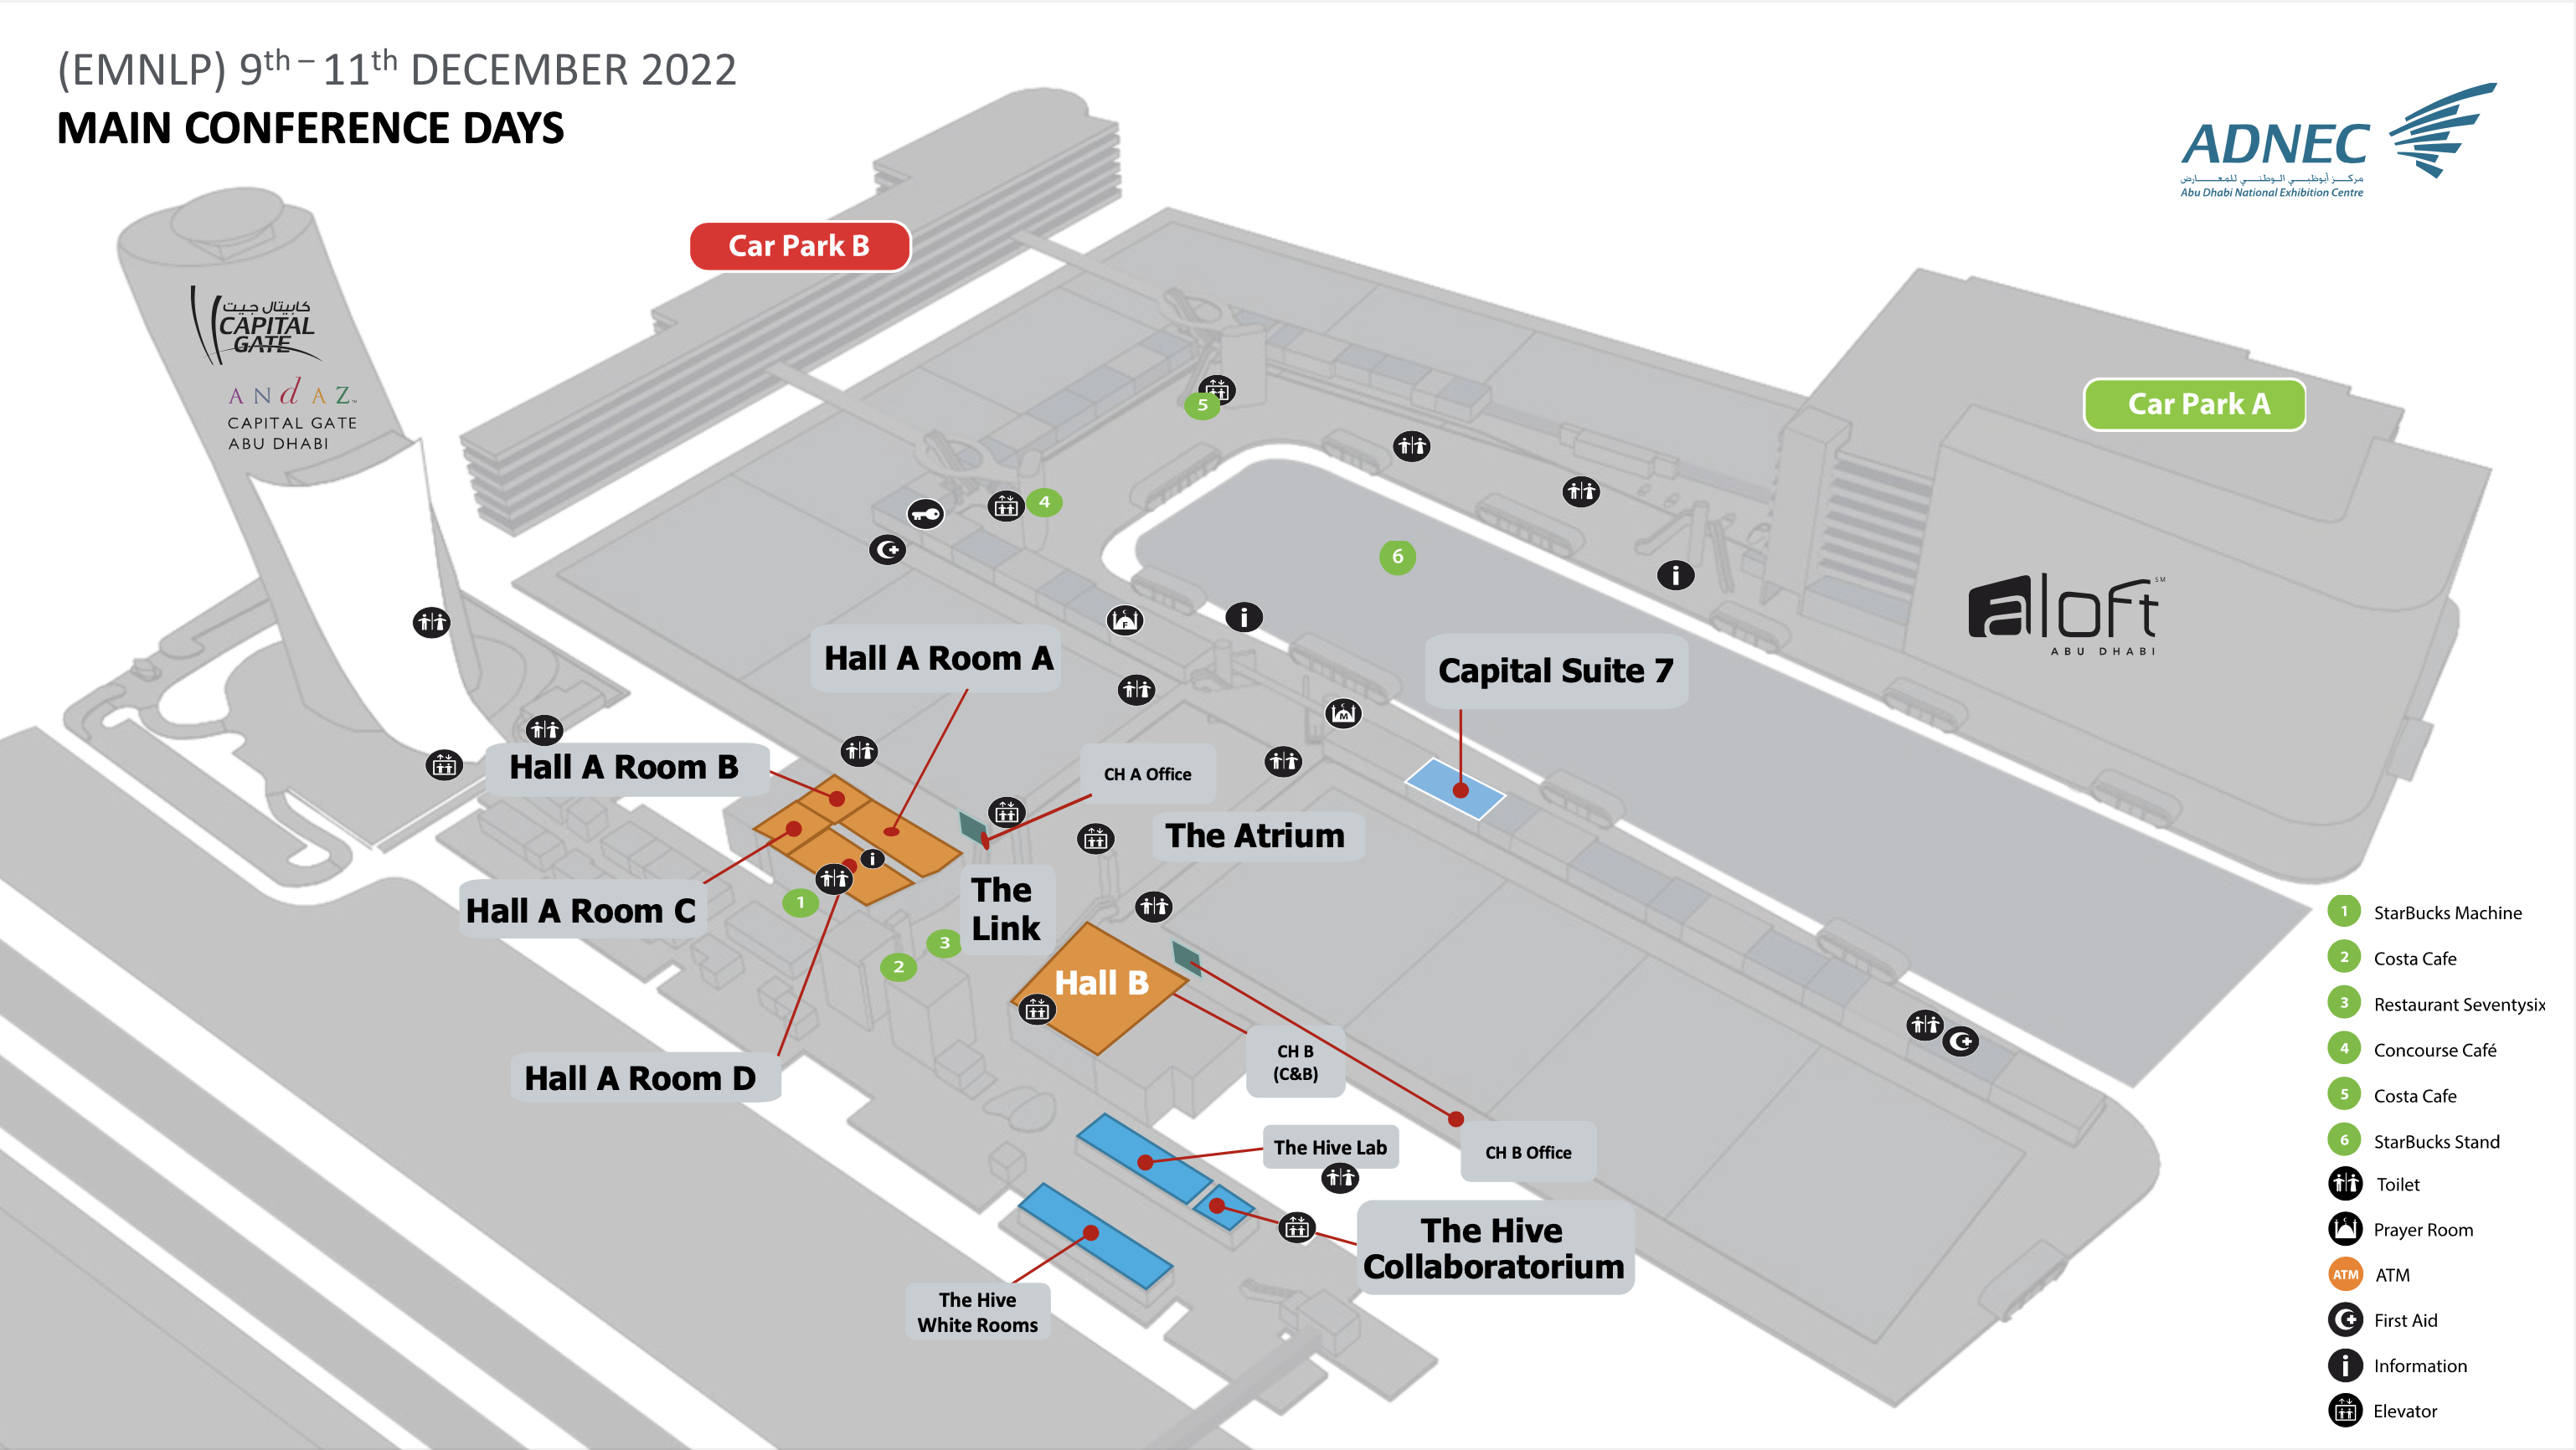 (EMNLP) 9th – 11th DECEMBER 2022
MAIN CONFERENCE DAYS
ADNEC
مركز أبوظبي الوطني للمعارض
Abu Dhabi National Exhibition Centre
Car Park B
Car Park A
كابيتال جيت
CAPITAL
GATE
ANdAZ™
CAPITAL GATE
ABU DHABI
5
4
6
i
i
aloft SM
ABU DHABI
F
M
Hall A Room A
Capital Suite 7
Hall A Room B
CH A Office
The Atrium
i
Hall A Room C
1
The
Link
3
2
Hall B
Hall A Room D
CH B
(C&B)
The Hive Lab
CH B Office
The Hive
Collaboratorium
The Hive
White Rooms
1 StarBucks Machine
2 Costa Cafe
3 Restaurant Seventysix
4 Concourse Café
5 Costa Cafe
6 StarBucks Stand
Toilet
Prayer Room
ATM ATM
First Aid
i Information
Elevator